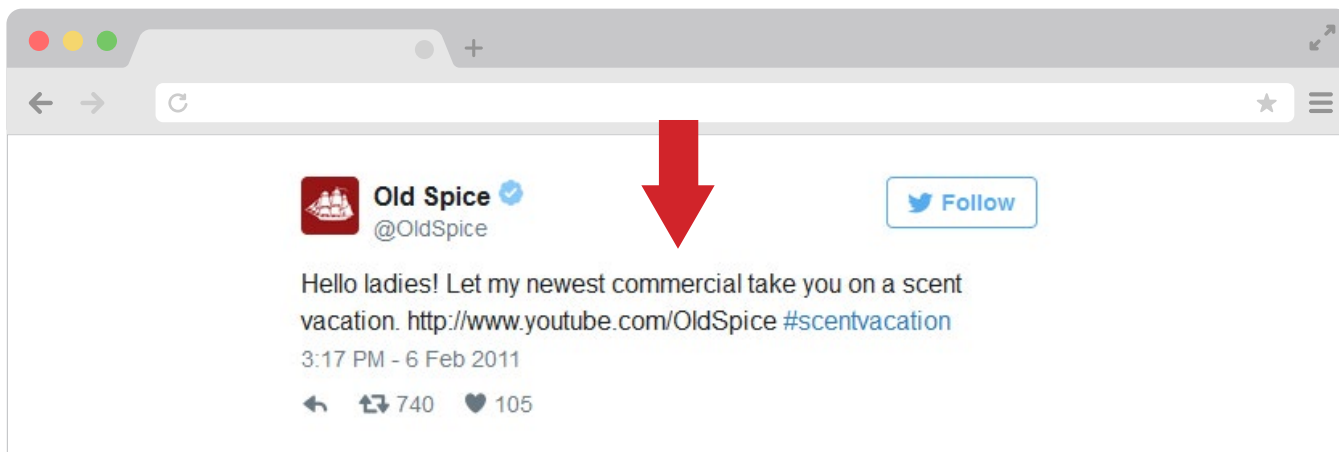 Old Spice
@OldSpice
Follow
Hello ladies! Let my newest commercial take you on a scent
vacation. http://www.youtube.com/OldSpice #scentvacation
3:17 PM - 6 Feb 2011
740 105